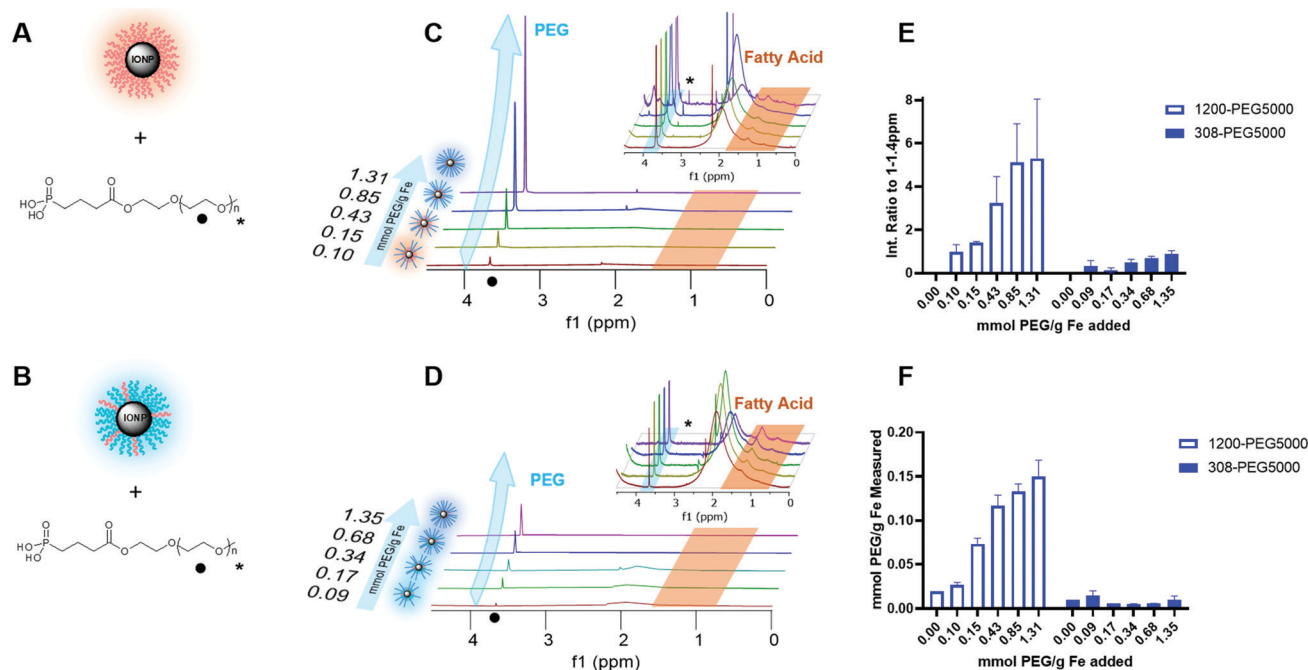 A
IONP
+
O
HO P
HO
O
O
O
O
n
*
B
IONP
+
O
HO P
HO
O
O
O
O
n
*
C
PEG
Fatty Acid
*
4 3 2 1 0
f1 (ppm)
1.31
0.85
0.43
0.15
0.10
mmol PEG/g Fe
4 3 2 1 0
f1 (ppm)
D
PEG
Fatty Acid
*
4 3 2 1 0
f1 (ppm)
1.35
0.68
0.34
0.17
0.09
mmol PEG/g Fe
4 3 2 1 0
f1 (ppm)
E
Int. Ratio to 1-1.4ppm
8
6
4
2
0
0.00 0.10 0.15 0.43 0.85 1.31 0.00 0.09 0.17 0.34 0.68 1.35
mmol PEG/g Fe added
1200-PEG5000
308-PEG5000
F
mmol PEG/g Fe Measured
0.20
0.15
0.10
0.05
0.00
0.00 0.10 0.15 0.43 0.85 1.31 0.00 0.09 0.17 0.34 0.68 1.35
mmol PEG/g Fe added
1200-PEG5000
308-PEG5000